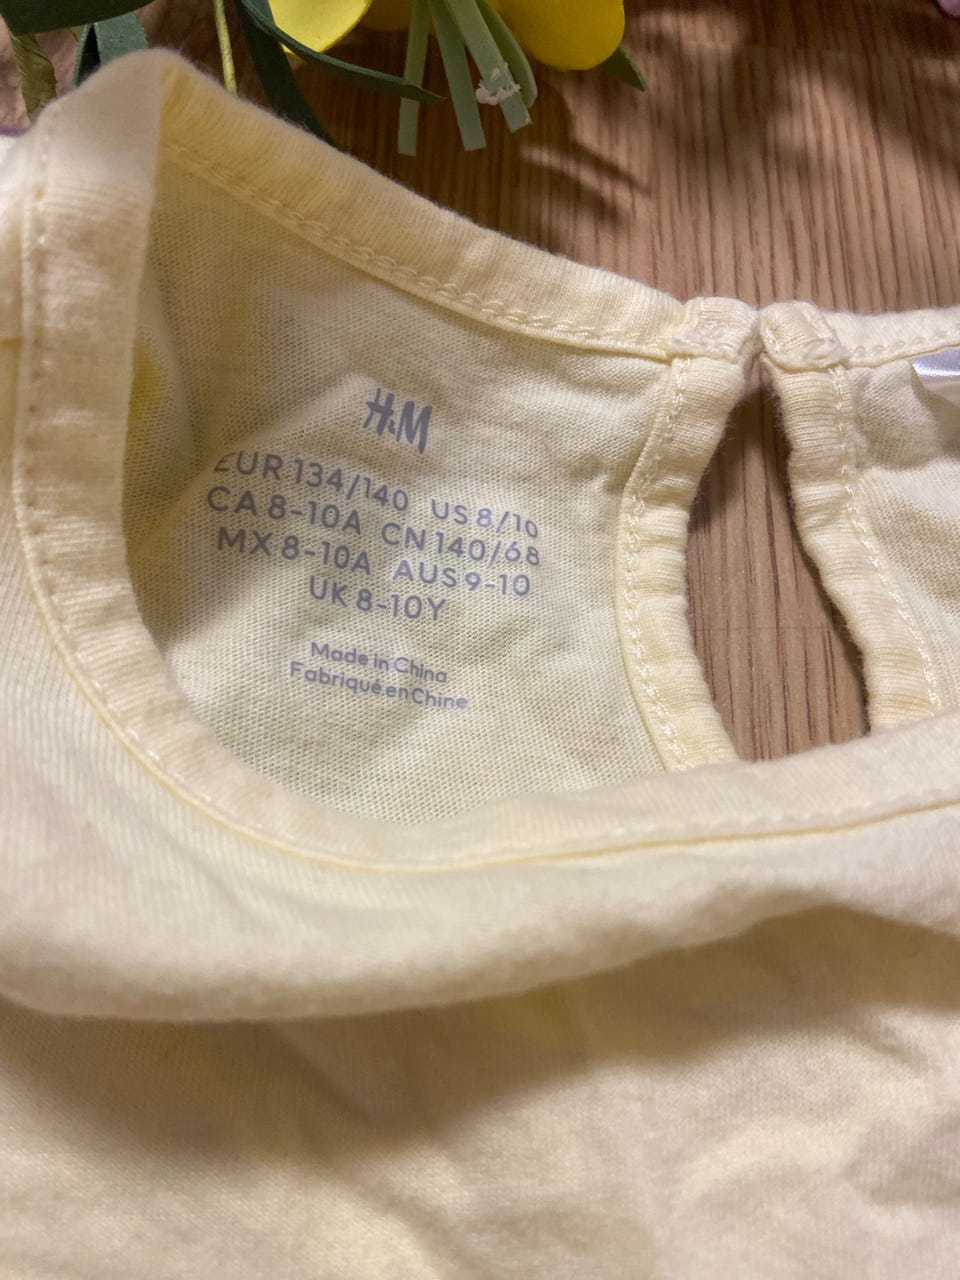 H&M
EUR 134/140 US 8/10
CA 8-10A CN 140/68
MX 8-10A AUS 9-10
UK 8-10Y
Made in China
Fabriqué en Chine